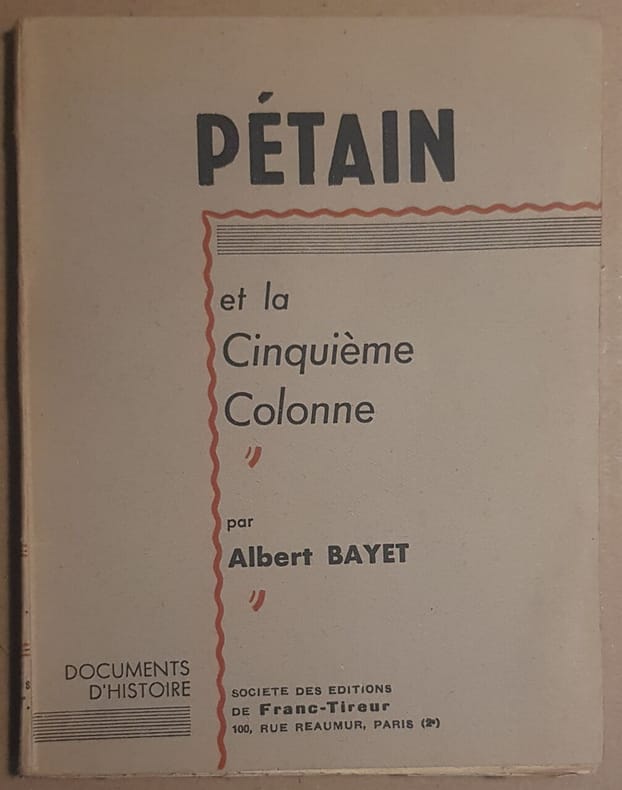 PÉTAIN
et la
Cinquième
Colonne
par
Albert BAYET
DOCUMENTS
D'HISTOIRE
SOCIETE DES EDITIONS
DE Franc-Tireur
100, RUE REAUMUR, PARIS (2e)